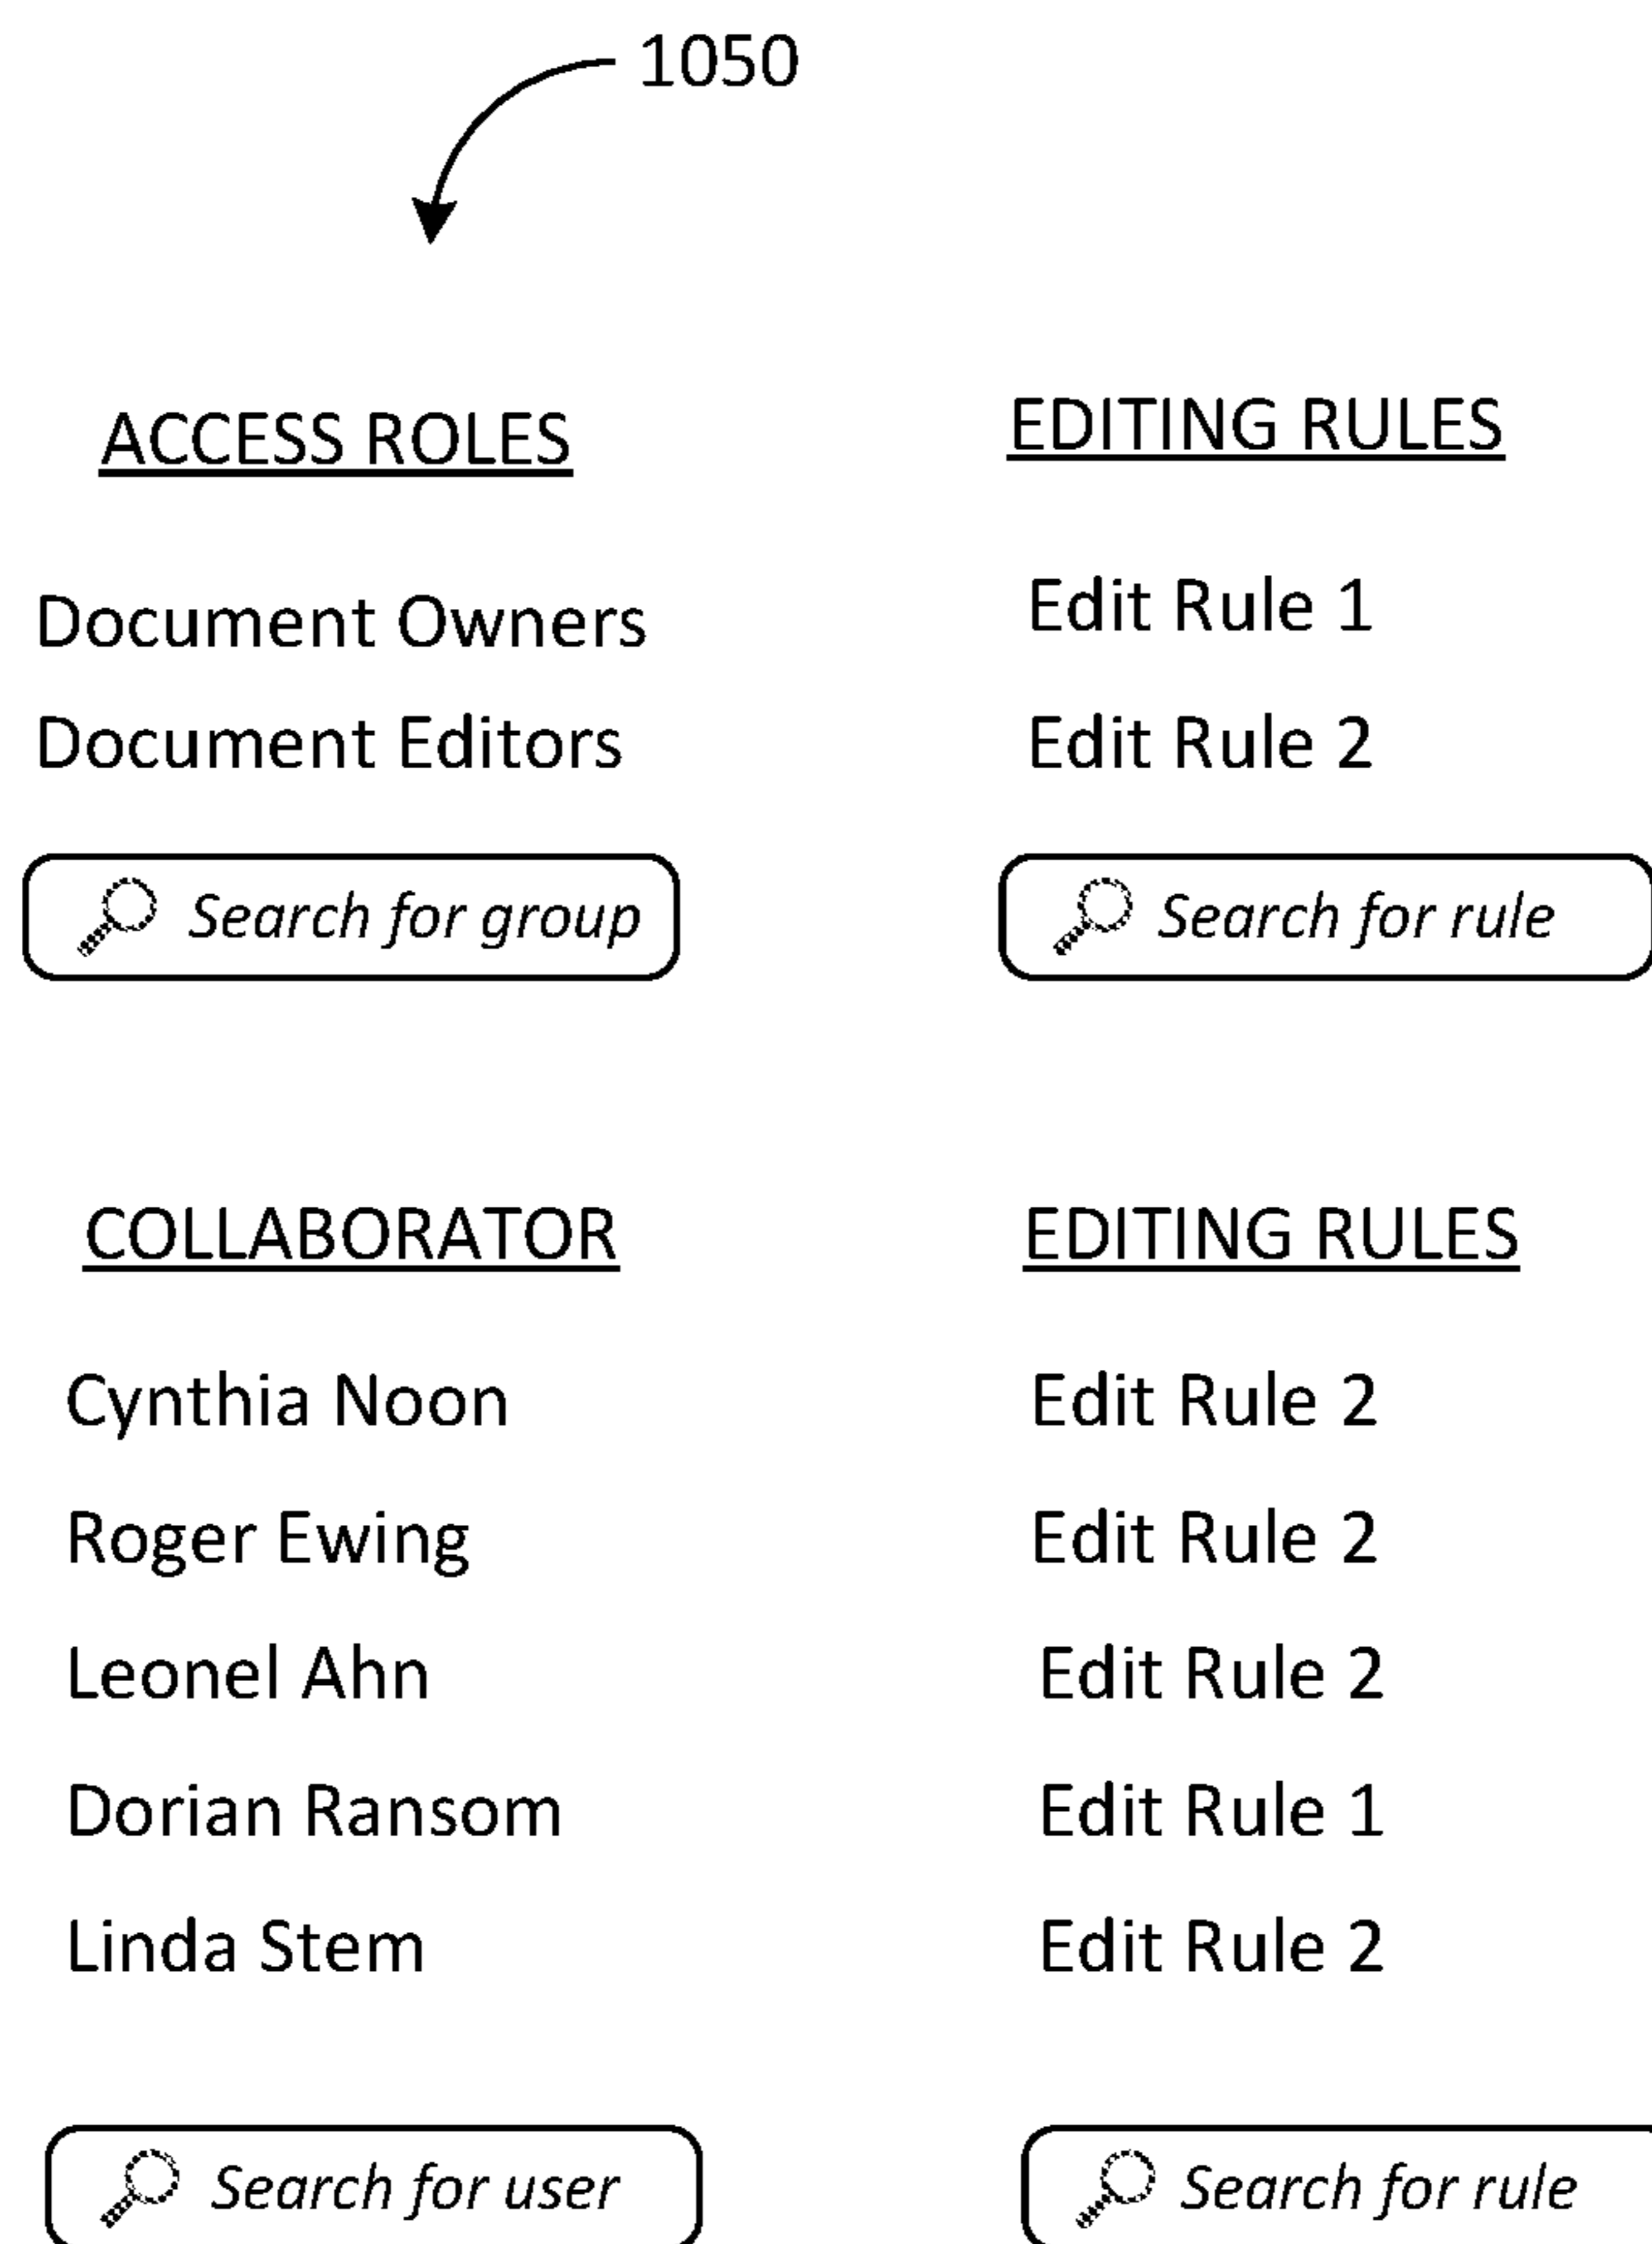 1050
ACCESS ROLES EDITING RULES
Document Owners Edit Rule 1
Document Editors Edit Rule 2
Search for group Search for rule
COLLABORATOR EDITING RULES
Cynthia Noon Edit Rule 2
Roger Ewing Edit Rule 2
Leonel Ahn Edit Rule 2
Dorian Ransom Edit Rule 1
Linda Stem Edit Rule 2
Search for user Search for rule